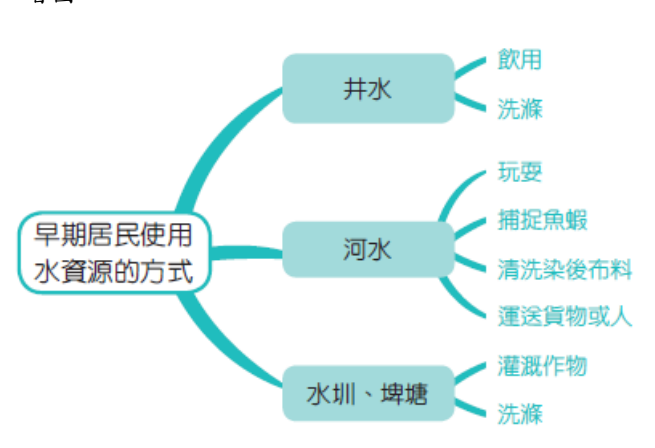 井水
飲用
洗滌
早期居民使用
水資源的方式
河水
玩耍
捕捉魚蝦
清洗染後布料
運送貨物或人
水圳、埤塘
灌溉作物
洗滌